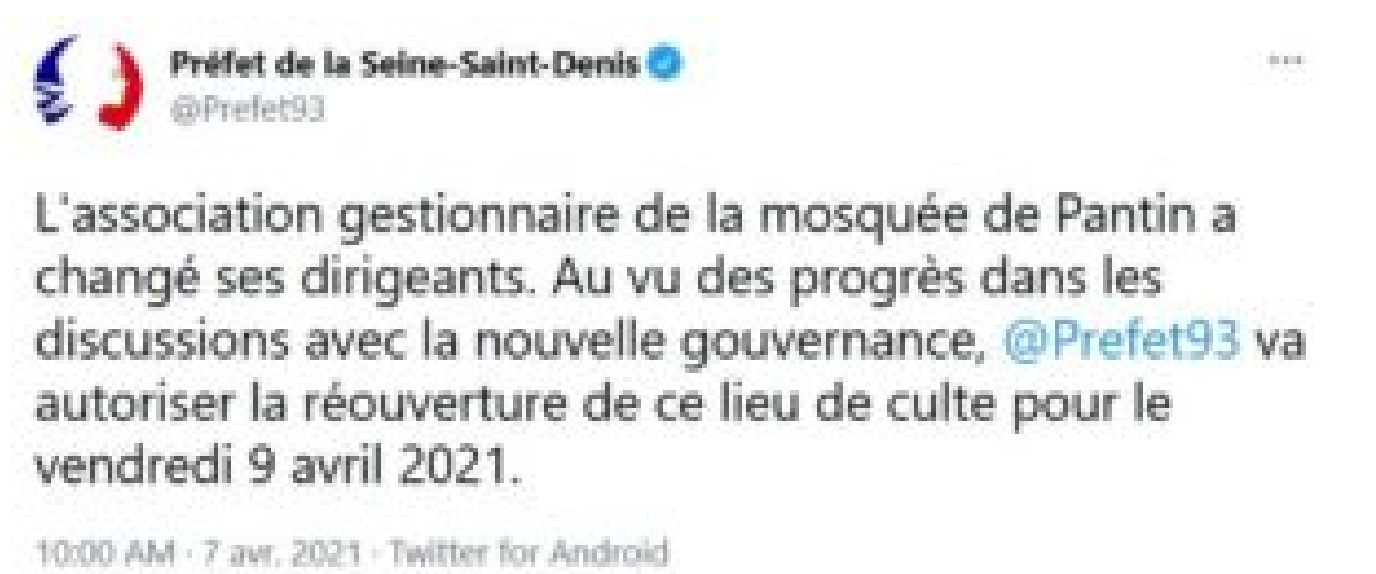 Préfet de la Seine-Saint-Denis
@Prefet93
L'association gestionnaire de la mosquée de Pantin a
changé ses dirigeants. Au vu des progrès dans les
discussions avec la nouvelle gouvernance, @Prefet93 va
autoriser la réouverture de ce lieu de culte pour le
vendredi 9 avril 2021.
10:00 AM · 7 avr. 2021 · Twitter for Android